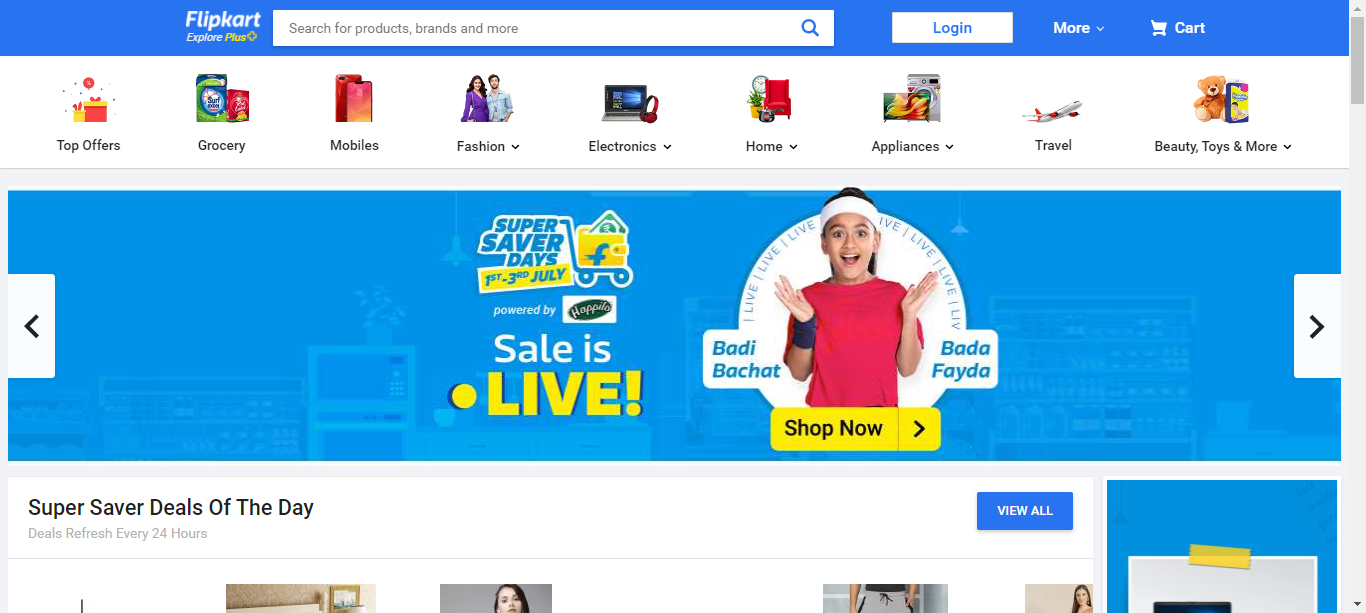 Flipkart
Explore Plus
Search for products, brands and more
Login
More
Cart
Top Offers
Grocery
Mobiles
Fashion
Electronics
Home
Appliances
Travel
Beauty, Toys & More
SUPER
SAVER
DAYS
1ST-3RD JULY
powered by Happilo
Sale is
LIVE!
| LIVE | LIVE | LIVE | LIVE
LIVE | LIVE | LIVE | LIV
Badi
Bachat
Bada
Fayda
Shop Now
Super Saver Deals Of The Day
Deals Refresh Every 24 Hours
VIEW ALL